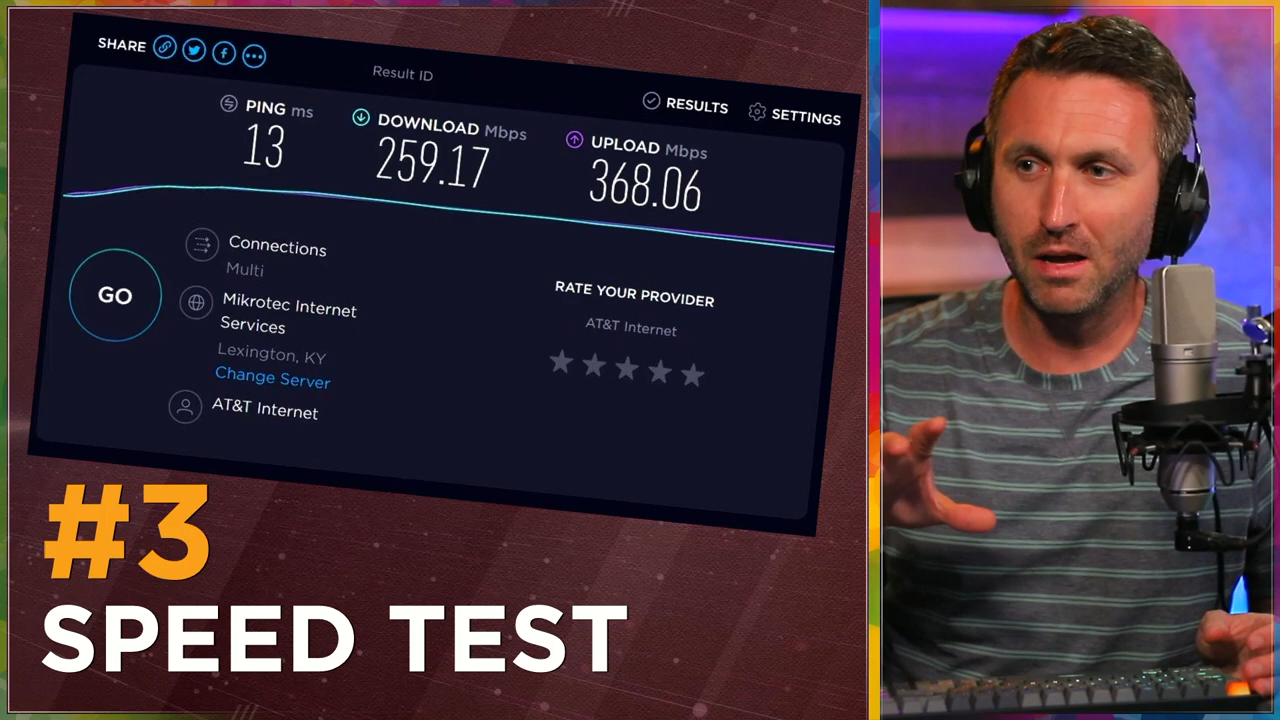 SHARE
Result ID
RESULTS
SETTINGS
PING ms
13
DOWNLOAD Mbps
259.17
UPLOAD Mbps
368.06
GO
Connections
Multi
Mikrotec Internet
Services
Lexington, KY
Change Server
AT&T Internet
RATE YOUR PROVIDER
AT&T Internet
#3
SPEED TEST